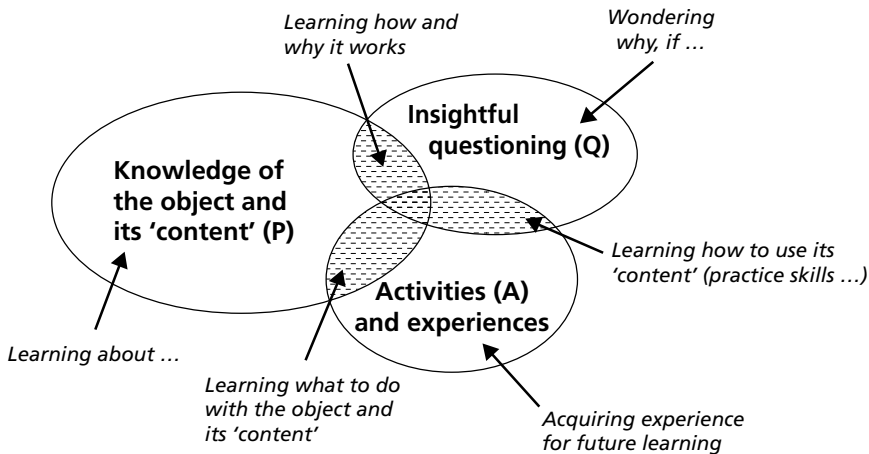 Learning how and
why it works
Wondering
why, if …
Insightful
questioning (Q)
Knowledge of
the object and
its ‘content’ (P)
Learning how to use its
‘content’ (practice skills …)
Activities (A)
and experiences
Learning about …
Learning what to do
with the object and
its ‘content’
Acquiring experience
for future learning